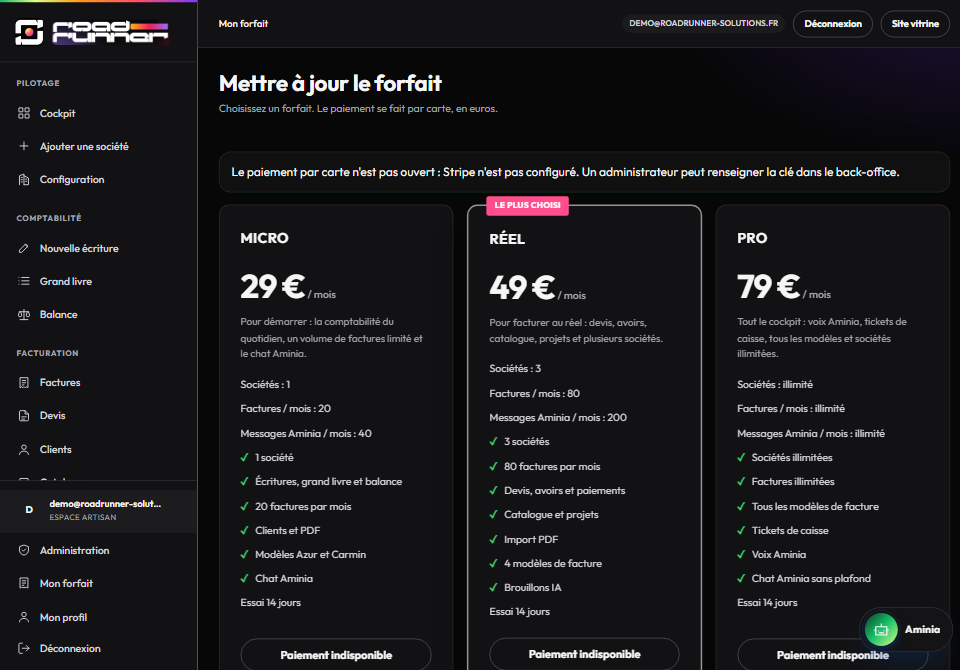 road
runner
PILOTAGE
Cockpit
Ajouter une société
Configuration
COMPTABILITÉ
Nouvelle écriture
Grand livre
Balance
FACTURATION
Factures
Devis
Clients
D
demo@roadrunner-solut...
ESPACE ARTISAN
Administration
Mon forfait
Mon profil
Déconnexion
Mon forfait
DEMO@ROADRUNNER-SOLUTIONS.FR
Déconnexion
Site vitrine
Mettre à jour le forfait
Choisissez un forfait. Le paiement se fait par carte, en euros.
Le paiement par carte n'est pas ouvert : Stripe n'est pas configuré. Un administrateur peut renseigner la clé dans le back-office.
MICRO
29 € / mois
Pour démarrer : la comptabilité du
quotidien, un volume de factures limité et
le chat Aminia.
Sociétés : 1
Factures / mois : 20
Messages Aminia / mois : 40
✓ 1 société
✓ Écritures, grand livre et balance
✓ 20 factures par mois
✓ Clients et PDF
✓ Modèles Azur et Carmin
✓ Chat Aminia
Essai 14 jours
Paiement indisponible
LE PLUS CHOISI
RÉEL
49 € / mois
Pour facturer au réel : devis, avoirs,
catalogue, projets et plusieurs sociétés.
Sociétés : 3
Factures / mois : 80
Messages Aminia / mois : 200
✓ 3 sociétés
✓ 80 factures par mois
✓ Devis, avoirs et paiements
✓ Catalogue et projets
✓ Import PDF
✓ 4 modèles de facture
✓ Brouillons IA
Essai 14 jours
Paiement indisponible
PRO
79 € / mois
Tout le cockpit : voix Aminia, tickets de
caisse, tous les modèles et sociétés
illimitées.
Sociétés : illimité
Factures / mois : illimité
Messages Aminia / mois : illimité
✓ Sociétés illimitées
✓ Factures illimitées
✓ Tous les modèles de facture
✓ Tickets de caisse
✓ Voix Aminia
✓ Chat Aminia sans plafond
Essai 14 jours
Paiement indisponible
Aminia